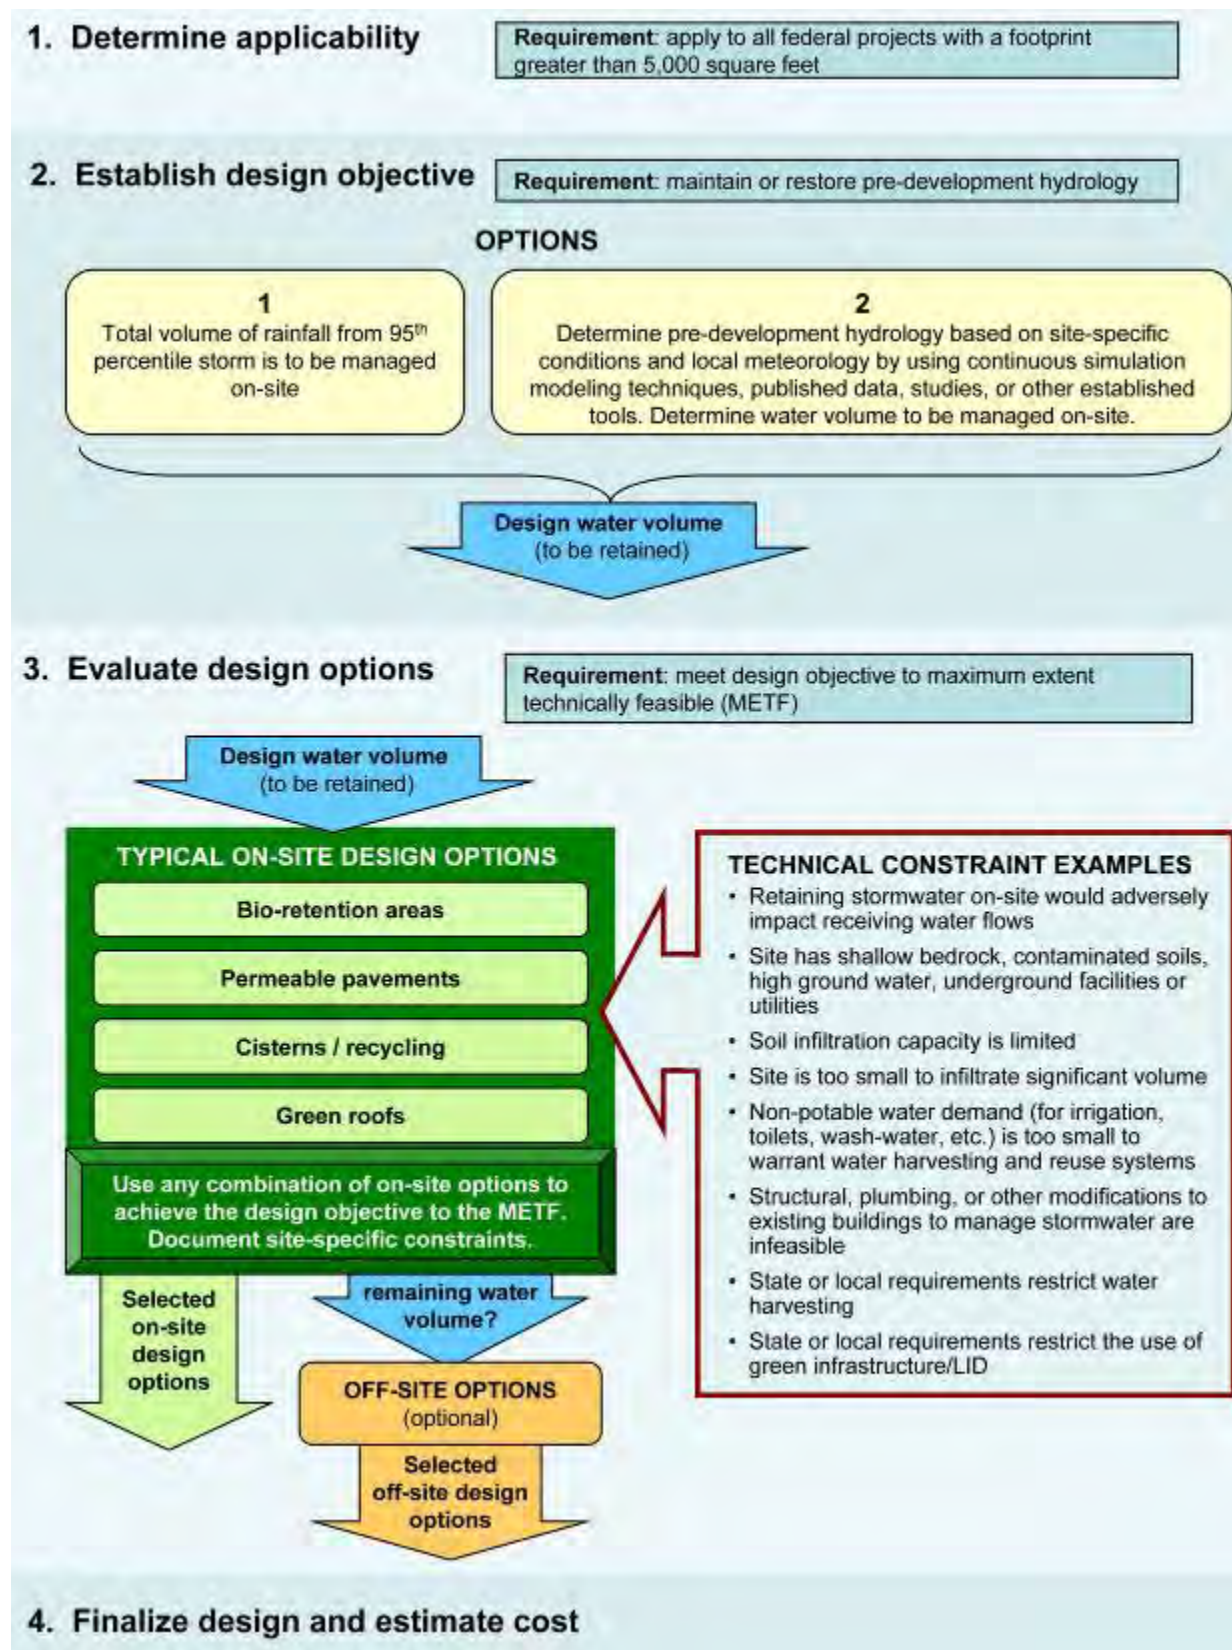 1. Determine applicability
Requirement: apply to all federal projects with a footprint
greater than 5,000 square feet
2. Establish design objective
Requirement: maintain or restore pre-development hydrology
OPTIONS
1
Total volume of rainfall from 95th
percentile storm is to be managed
on-site
2
Determine pre-development hydrology based on site-specific
conditions and local meteorology by using continuous simulation
modeling techniques, published data, studies, or other established
tools. Determine water volume to be managed on-site.
Design water volume
(to be retained)
3. Evaluate design options
Requirement: meet design objective to maximum extent
technically feasible (METF)
Design water volume
(to be retained)
TYPICAL ON-SITE DESIGN OPTIONS
Bio-retention areas
Permeable pavements
Cisterns / recycling
Green roofs
Use any combination of on-site options to
achieve the design objective to the METF.
Document site-specific constraints.
TECHNICAL CONSTRAINT EXAMPLES
• Retaining stormwater on-site would adversely
impact receiving water flows
• Site has shallow bedrock, contaminated soils,
high ground water, underground facilities or
utilities
• Soil infiltration capacity is limited
• Site is too small to infiltrate significant volume
• Non-potable water demand (for irrigation,
toilets, wash-water, etc.) is too small to
warrant water harvesting and reuse systems
• Structural, plumbing, or other modifications to
existing buildings to manage stormwater are
infeasible
• State or local requirements restrict water
harvesting
• State or local requirements restrict the use of
green infrastructure/LID
Selected
on-site
design
options
remaining water
volume?
OFF-SITE OPTIONS
(optional)
Selected
off-site design
options
4. Finalize design and estimate cost